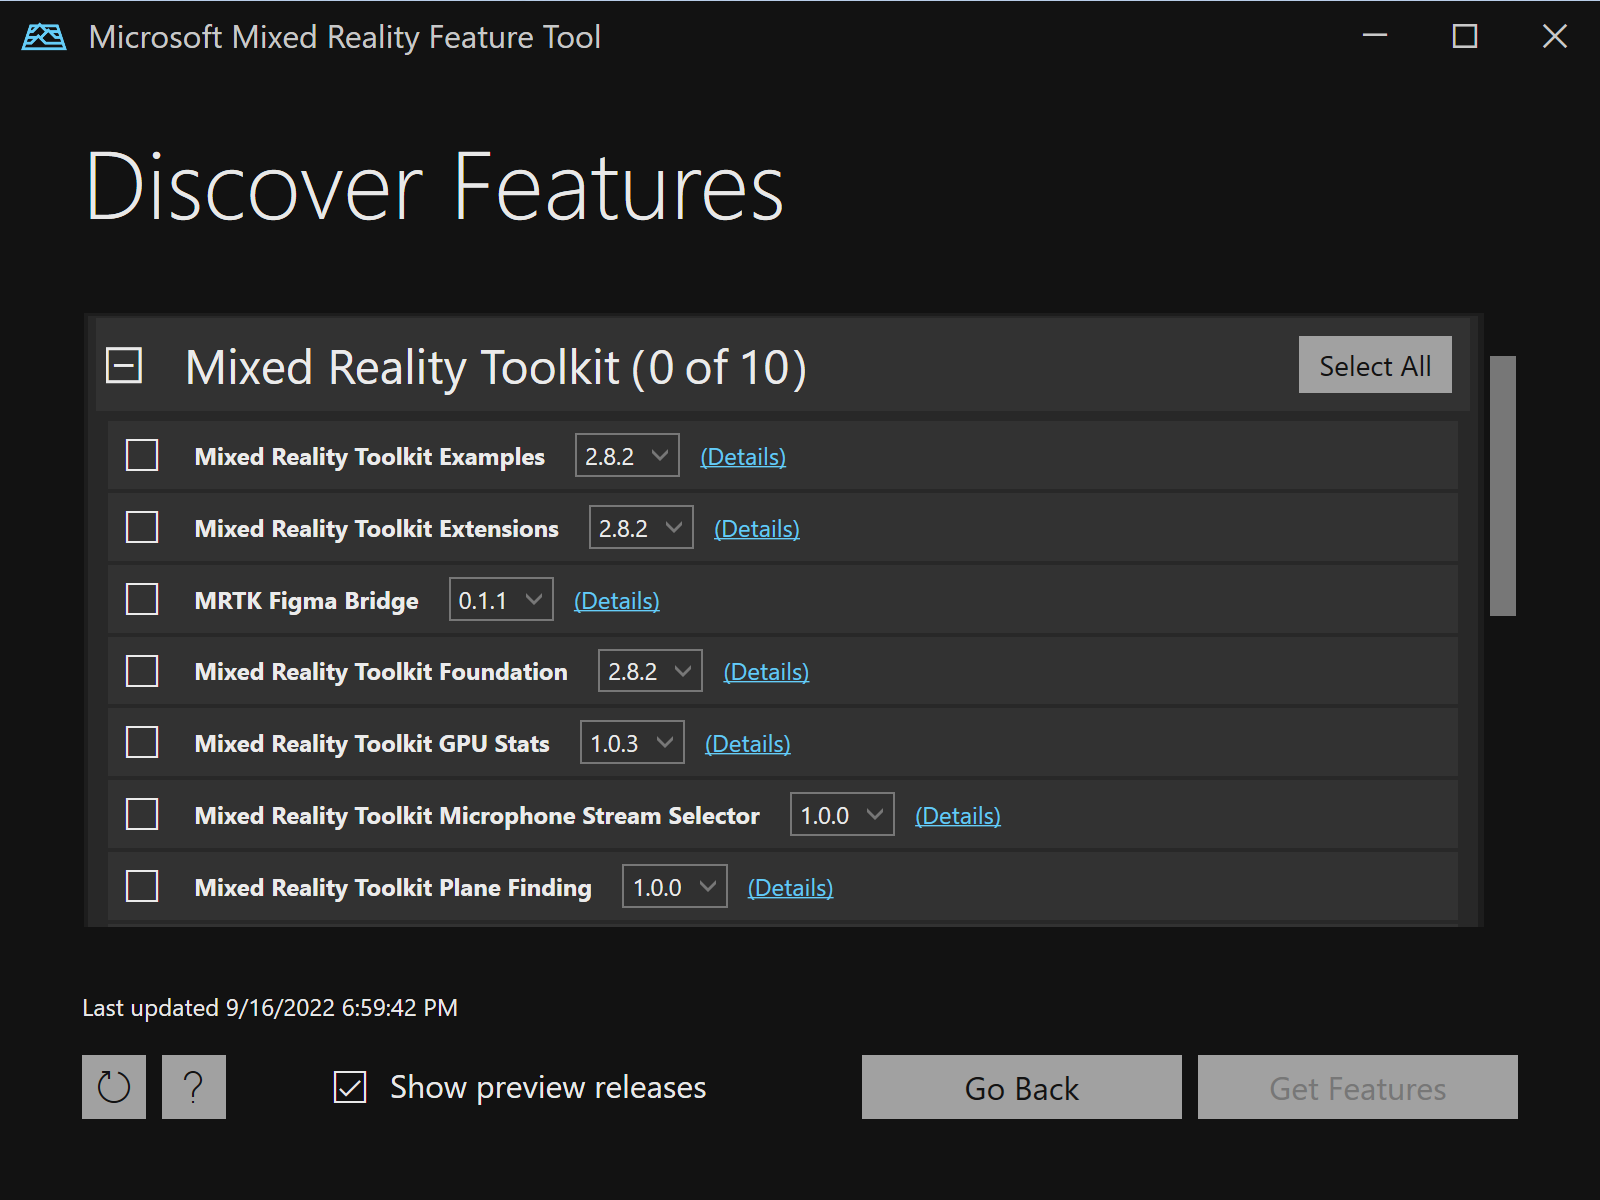 Microsoft Mixed Reality Feature Tool
Discover Features
Mixed Reality Toolkit (0 of 10)
Select All
Mixed Reality Toolkit Examples 2.8.2 (Details)
Mixed Reality Toolkit Extensions 2.8.2 (Details)
MRTK Figma Bridge 0.1.1 (Details)
Mixed Reality Toolkit Foundation 2.8.2 (Details)
Mixed Reality Toolkit GPU Stats 1.0.3 (Details)
Mixed Reality Toolkit Microphone Stream Selector 1.0.0 (Details)
Mixed Reality Toolkit Plane Finding 1.0.0 (Details)
Last updated 9/16/2022 6:59:42 PM
? Show preview releases Go Back Get Features